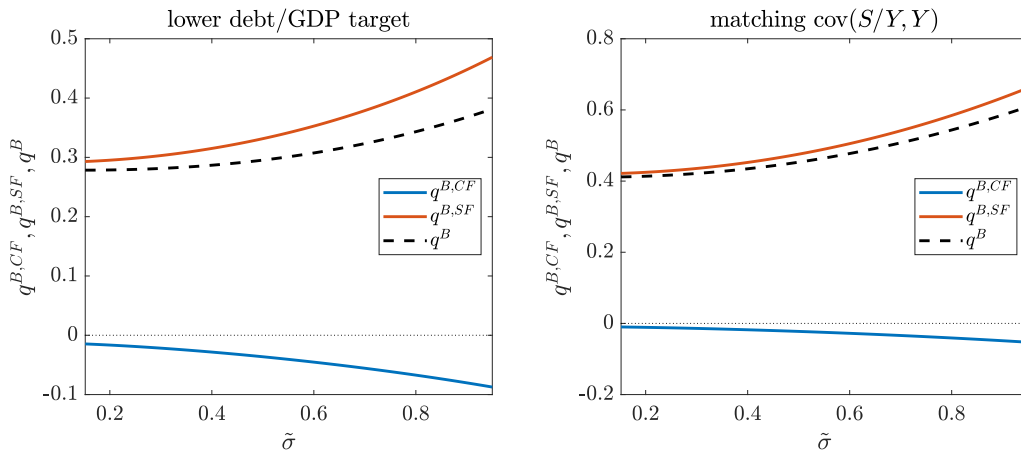 lower debt/GDP target
0.5
0.4
0.3
0.2
0.1
0
-0.1
q^{B,CF}, q^{B,SF}, q^B
q^{B,CF}
q^{B,SF}
q^B
0.2 0.4 0.6 0.8
σ̃
matching cov(S/Y, Y)
0.8
0.6
0.4
0.2
0
-0.2
q^{B,CF}, q^{B,SF}, q^B
q^{B,CF}
q^{B,SF}
q^B
0.2 0.4 0.6 0.8
σ̃